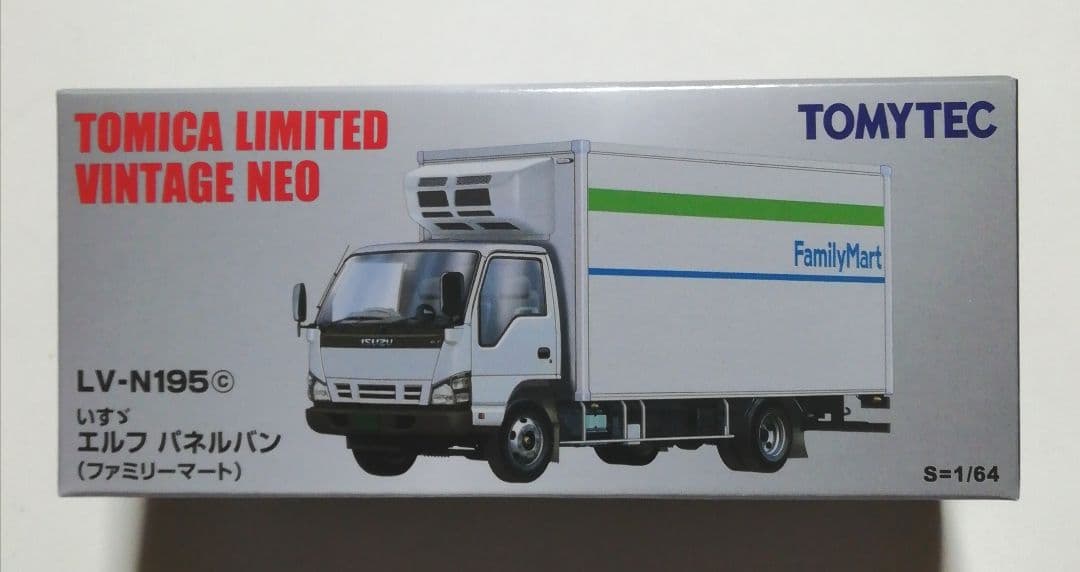 TOMICA LIMITED
VINTAGE NEO
TOMYTEC
FamilyMart
ISUZU
LV-N195ⓒ
いすゞ
エルフ パネルバン
(ファミリーマート)
S=1/64